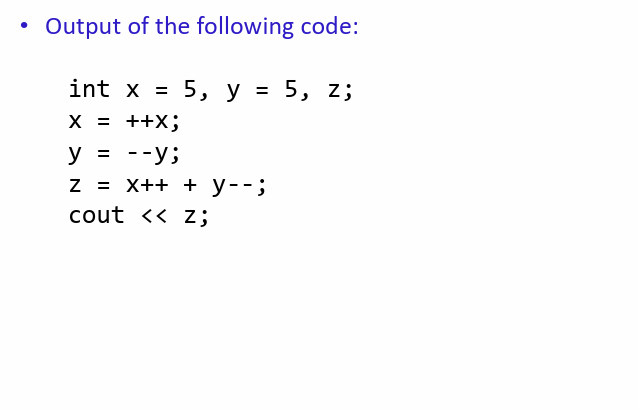 • Output of the following code:
int x = 5, y = 5, z;
x = ++x;
y = --y;
z = x++ + y--;
cout << z;